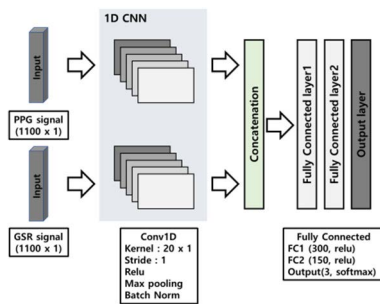 1D CNN
Input
PPG signal
(1100 x 1)
Input
GSR signal
(1100 x 1)
Conv1D
Kernel : 20 x 1
Stride : 1
Relu
Max pooling
Batch Norm
Concatenation
Fully Connected layer1
Fully Connected layer2
Output layer
Fully Connected
FC1 (300, relu)
FC2 (150, relu)
Output(3, softmax)